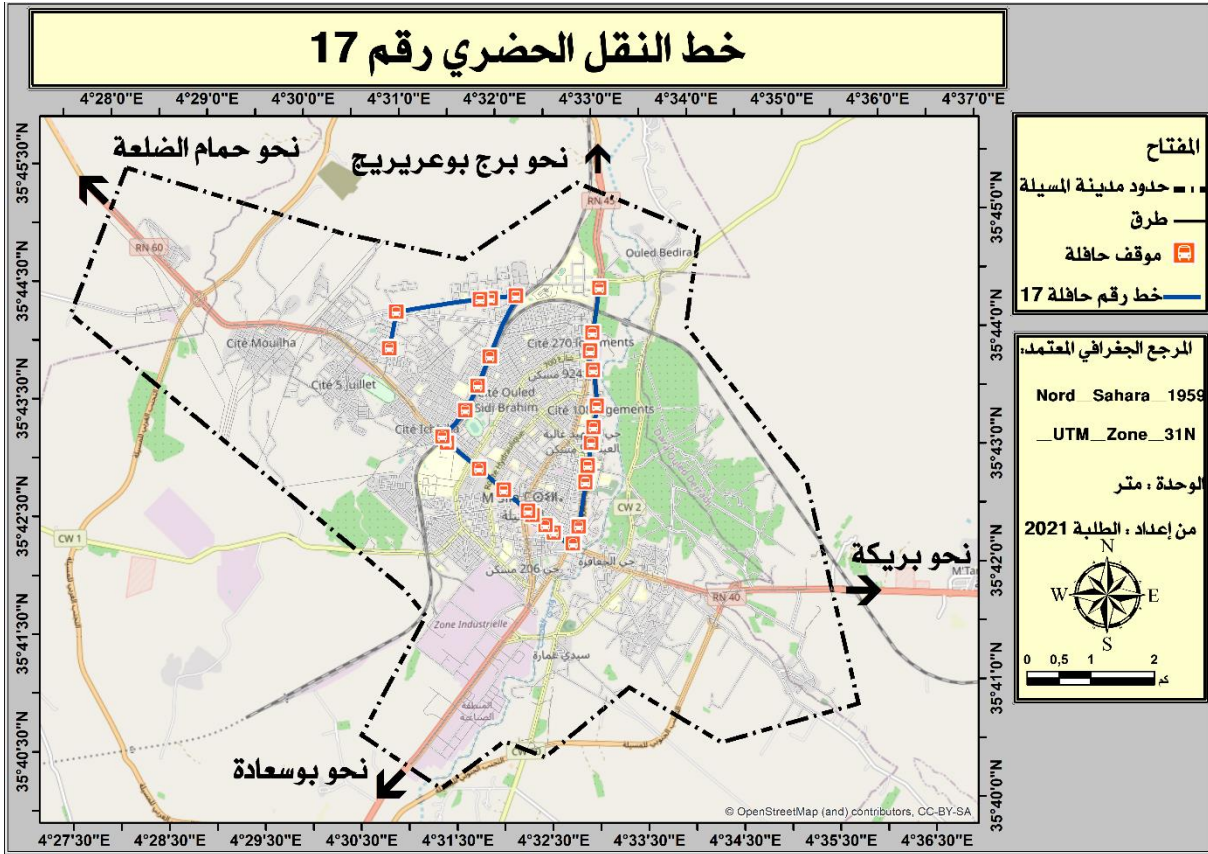 خط النقل الحضري رقم 17
4°28'0"E 4°29'0"E 4°30'0"E 4°31'0"E 4°32'0"E 4°33'0"E 4°34'0"E 4°35'0"E 4°36'0"E 4°37'0"E
35°45'30"N
35°44'30"N
35°43'30"N
35°42'30"N
35°41'30"N
35°40'30"N
نحو حمام الضلعة
نحو برج بوعريريج
RN 45
RN 60
Ouled Bedira
Cité Mouilha
Cité 270 logements
924 مسكن
Cité 5 Juillet
Cité Ouled
Sidi Brahim
CW 2
CW 1
حي الجعافرة
حي 206 مسكن
نحو بريكة
RN 40
Zone Industrielle
سيدي عمارة
المنطقة
الصناعية
نحو بوسعادة
© OpenStreetMap (and) contributors, CC-BY-SA
35°45'0"N
35°44'0"N
35°43'0"N
35°42'0"N
35°41'0"N
35°40'0"N
4°27'30"E 4°28'30"E 4°29'30"E 4°30'30"E 4°31'30"E 4°32'30"E 4°33'30"E 4°34'30"E 4°35'30"E 4°36'30"E
المفتاح
حدود مدينة المسيلة
طرق
موقف حافلة
خط رقم حافلة 17
المرجع الجغرافي المعتمد:
Nord_Sahara_1959
_UTM_Zone_31N
الوحدة : متر
من إعداد : الطلبة 2021
N
W E
S
0 0,5 1 2
كم